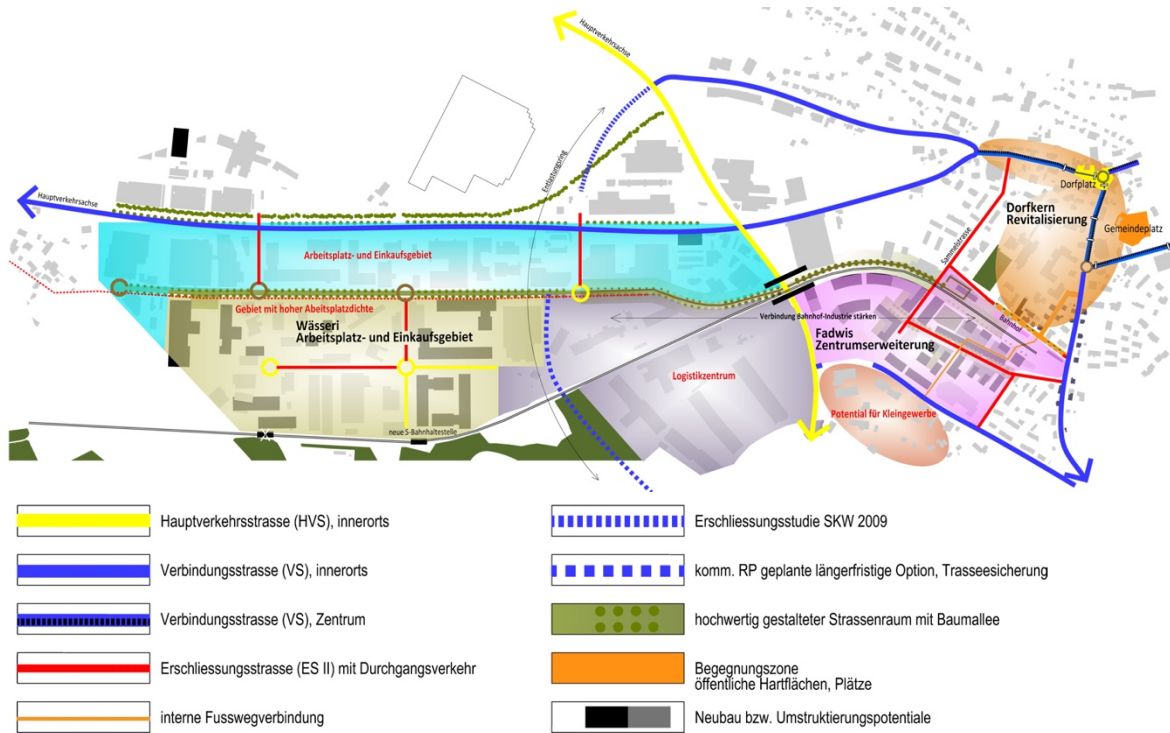 Hauptverkehrsachse
Hauptverkehrsachse
Entlastungsring
Dorfplatz
Dorfkern
Revitalisierung
Gemeindeplatz
Sammelstrasse
Arbeitsplatz- und Einkaufsgebiet
Gebiet mit hoher Abeitsplatzdichte
Wässeri
Arbeitsplatz- und Einkaufsgebiet
Verbindung Bahnhof-Industrie stärken
Bahnhof
Fadwis
Zentrumserweiterung
Logistikzentrum
Potential für Kleingewerbe
neue S-Bahnhaltestelle
Hauptverkehrsstrasse (HVS), innerorts
Verbindungsstrasse (VS), innerorts
Verbindungsstrasse (VS), Zentrum
Erschliessungsstrasse (ES II) mit Durchgangsverkehr
interne Fusswegverbindung
Erschliessungsstudie SKW 2009
komm. RP geplante längerfristige Option, Trasseesicherung
hochwertig gestalteter Strassenraum mit Baumallee
Begegnungszone
öffentliche Hartflächen, Plätze
Neubau bzw. Umstruktierungspotentiale